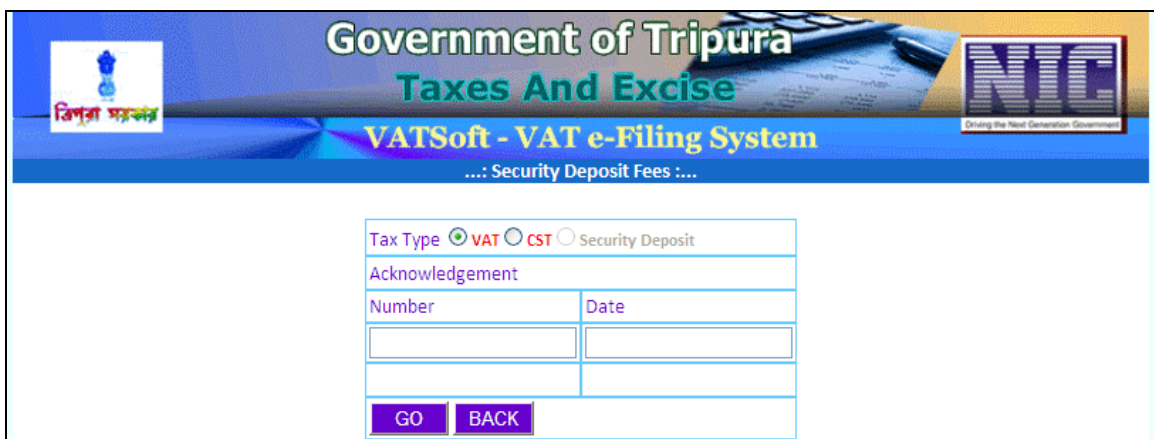 Government of Tripura
Taxes And Excise
ত্রিপুরা সরকার
NIC
Driving the Next Generation Government
VATSoft - VAT e-Filing System
...: Security Deposit Fees :...
Tax Type VAT CST Security Deposit
Acknowledgement
Number Date
GO BACK